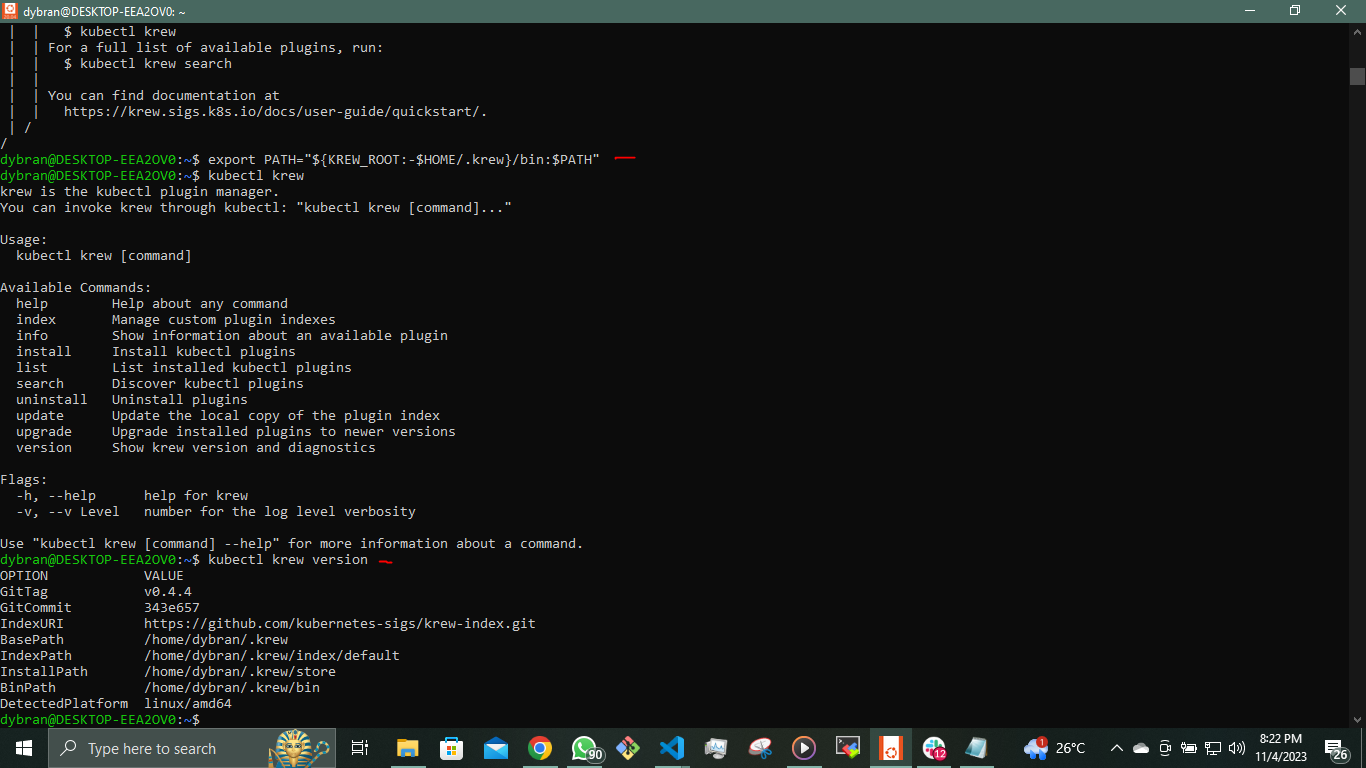 dybran@DESKTOP-EEA2OV0: ~
| | $ kubectl krew
| | For a full list of available plugins, run:
| | $ kubectl krew search
| |
| | You can find documentation at
| | https://krew.sigs.k8s.io/docs/user-guide/quickstart/.
| /
/
dybran@DESKTOP-EEA2OV0:~$ export PATH="${KREW_ROOT:-$HOME/.krew}/bin:$PATH"
dybran@DESKTOP-EEA2OV0:~$ kubectl krew
krew is the kubectl plugin manager.
You can invoke krew through kubectl: "kubectl krew [command]..."
Usage:
kubectl krew [command]
Available Commands:
help Help about any command
index Manage custom plugin indexes
info Show information about an available plugin
install Install kubectl plugins
list List installed kubectl plugins
search Discover kubectl plugins
uninstall Uninstall plugins
update Update the local copy of the plugin index
upgrade Upgrade installed plugins to newer versions
version Show krew version and diagnostics
Flags:
-h, --help help for krew
-v, --v Level number for the log level verbosity
Use "kubectl krew [command] --help" for more information about a command.
dybran@DESKTOP-EEA2OV0:~$ kubectl krew version
OPTION VALUE
GitTag v0.4.4
GitCommit 343e657
IndexURI https://github.com/kubernetes-sigs/krew-index.git
BasePath /home/dybran/.krew
IndexPath /home/dybran/.krew/index/default
InstallPath /home/dybran/.krew/store
BinPath /home/dybran/.krew/bin
DetectedPlatform linux/amd64
dybran@DESKTOP-EEA2OV0:~$
Type here to search
90
12
1
26°C
8:22 PM
11/4/2023
26